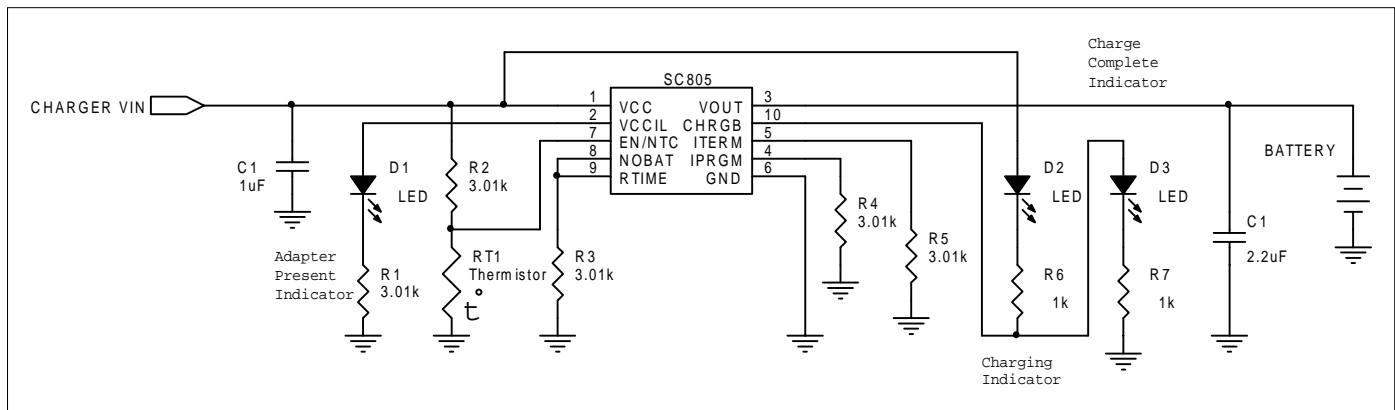 Charge
Complete
Indicator
SC805
CHARGER VIN
1 VCC VOUT 3
2 VCCIL CHRGB 10
7 EN/NTC ITERM 5
8 NOBAT IPRGM 4
9 RTIME GND 6
C1
1uF
D1
LED
R2
3.01k
D2
LED
D3
LED
BATTERY
R4
3.01k
R5
3.01k
C1
2.2uF
Adapter
Present
Indicator
R1
3.01k
RT1
Thermistor
t°
R3
3.01k
R6
1k
R7
1k
Charging
Indicator